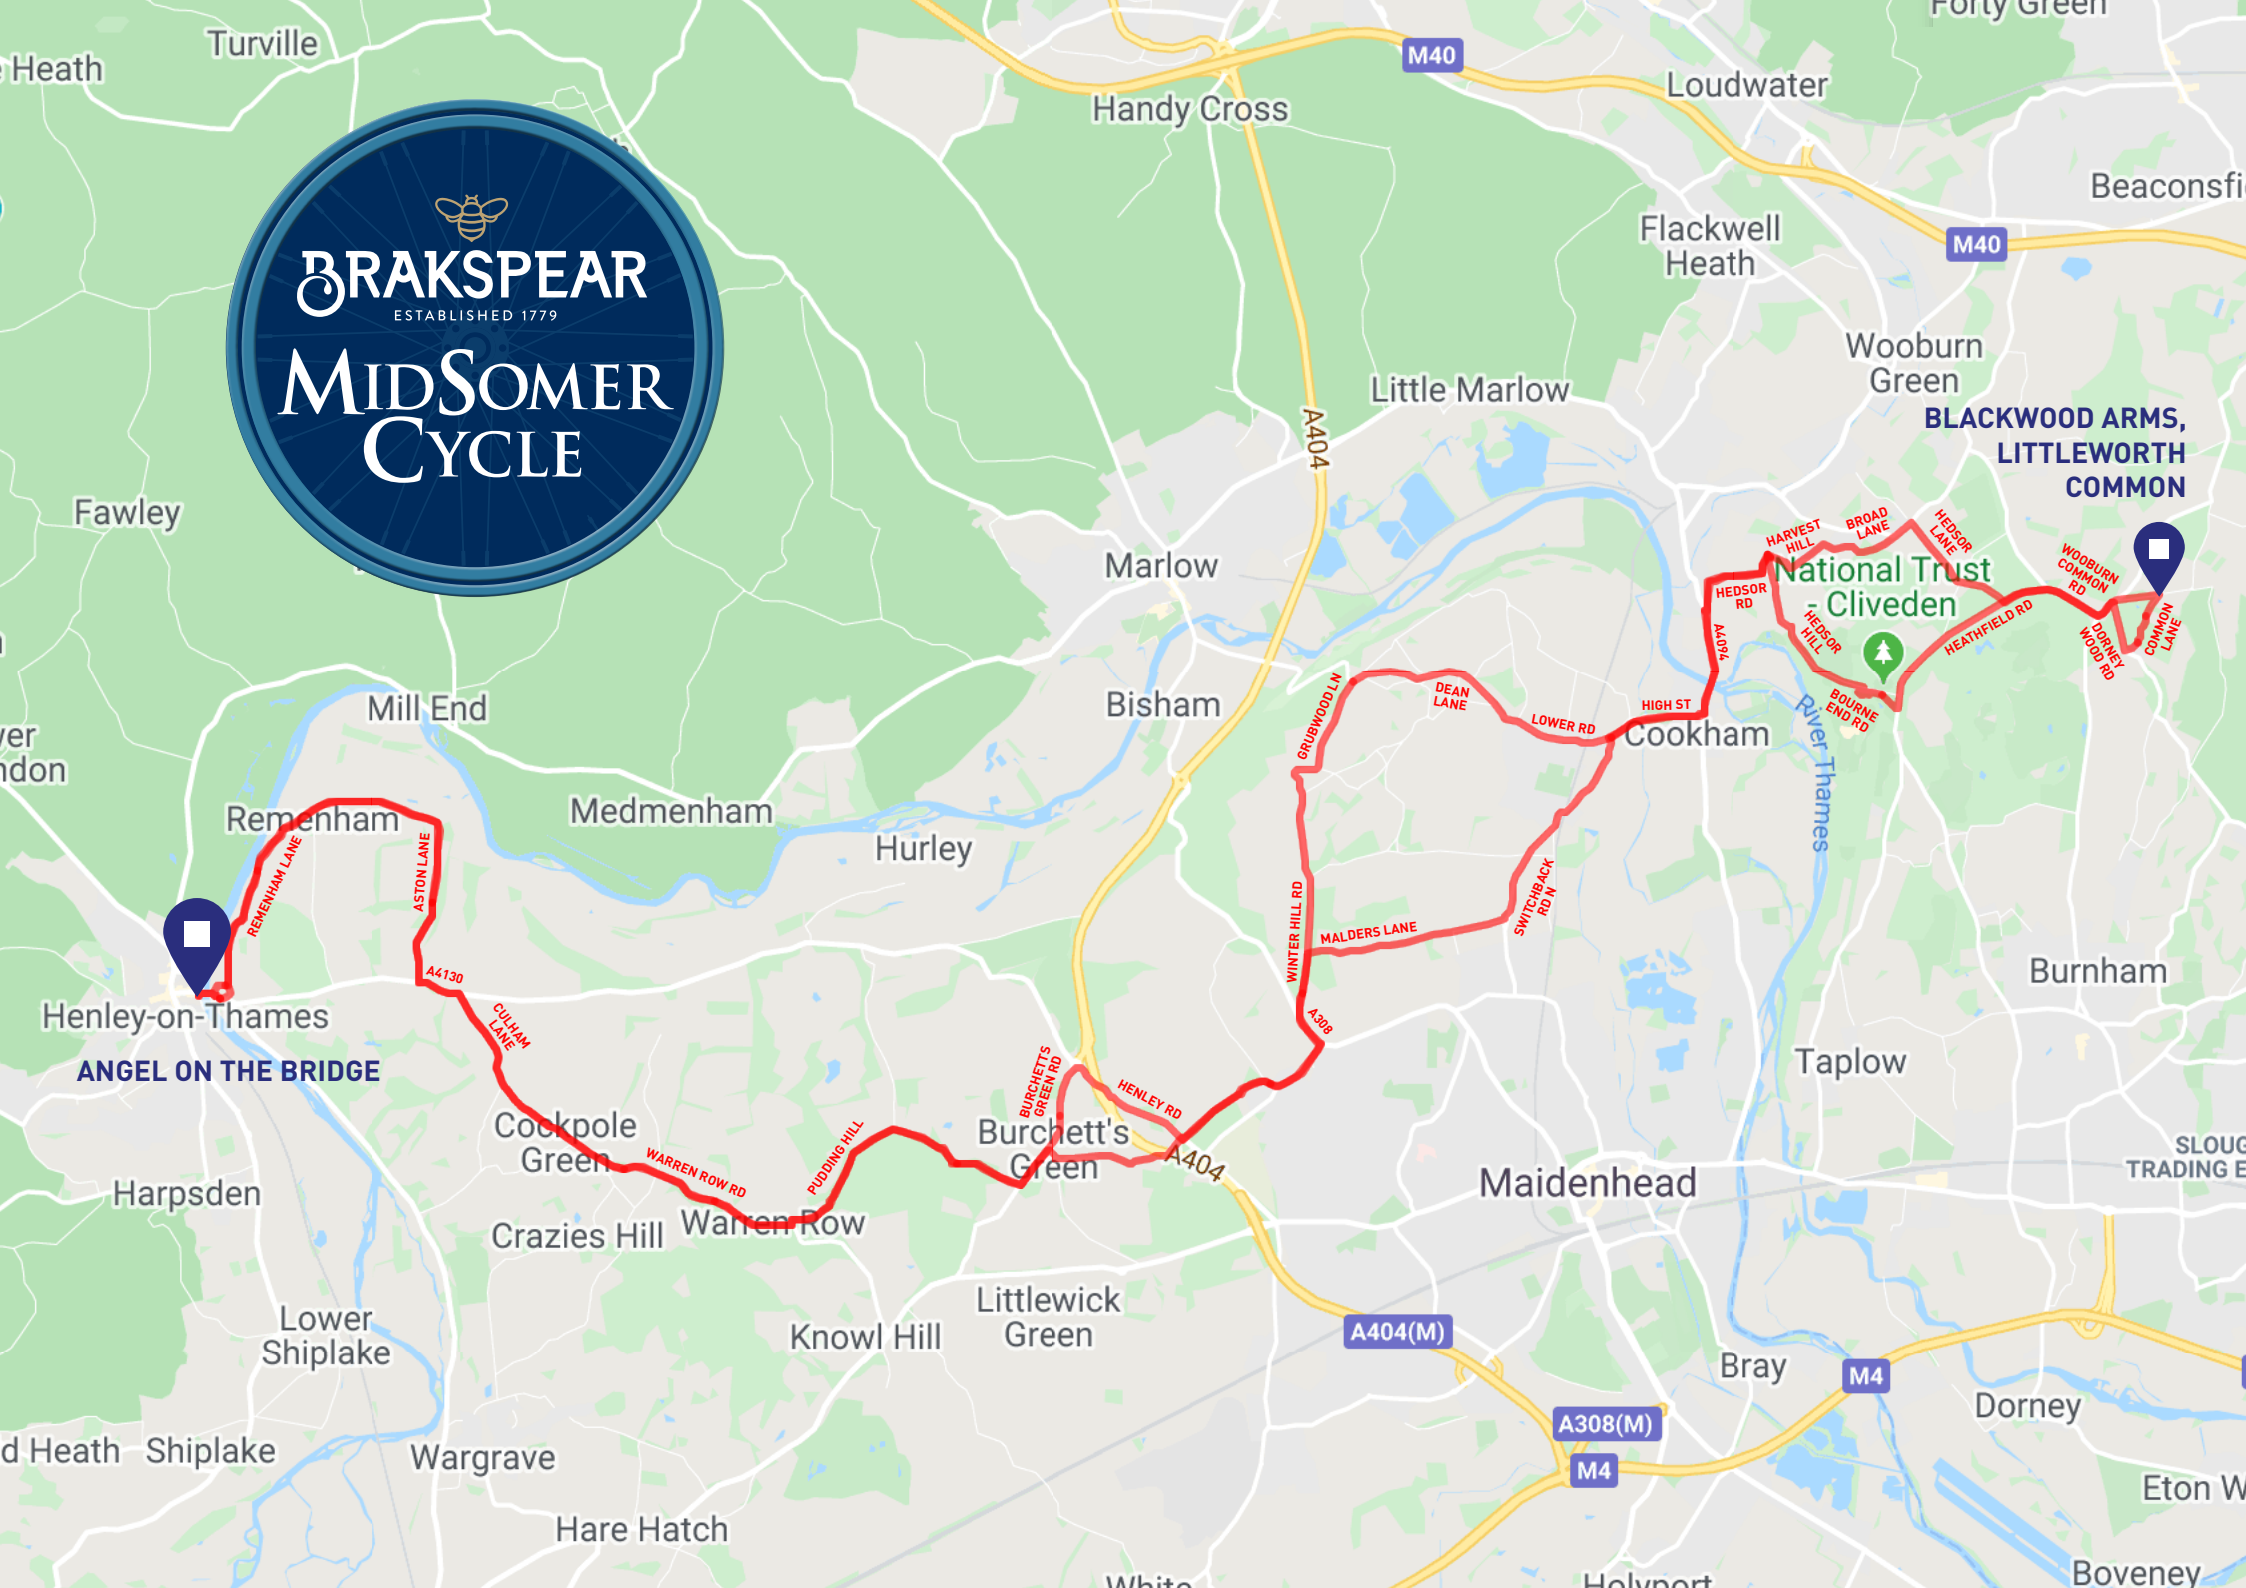 Forty Green
Turville
Heath
M40
Loudwater
Handy Cross
Beaconsfi
Flackwell
Heath
M40
BRAKSPEAR
ESTABLISHED 1779
MIDSOMER
CYCLE
Wooburn
Green
Little Marlow
A404
BLACKWOOD ARMS,
LITTLEWORTH
COMMON
Fawley
Marlow
HARVEST
HILL
BROAD
LANE
HEDSOR
LANE
National Trust
- Cliveden
HEDSOR
RD
HEDSOR
HILL
A4094
WOOBURN
COMMON
RD
HEATHFIELD RD
DORNEY
WOOD RD
COMMON
LANE
BOURNE
END RD
Mill End
Bisham
GRUBWOOD LN
DEAN
LANE
LOWER RD
HIGH ST
Cookham
River Thames
Remenham
Medmenham
Hurley
REMENHAM LANE
ASTON LANE
WINTER HILL RD
MALDERS LANE
SWITCHBACK
RD N
A4130
Burnham
Henley-on-Thames
ANGEL ON THE BRIDGE
CULHAM
LANE
A308
Taplow
BURCHETTS
GREEN RD
HENLEY RD
Cockpole
Green
Burchett's
Green
A404
WARREN ROW RD
PUDDING HILL
Maidenhead
SLOUG
TRADING E
Harpsden
Crazies Hill
Warren Row
Littlewick
Green
Lower
Shiplake
Knowl Hill
A404(M)
Bray
M4
Dorney
A308(M)
M4
d Heath
Shiplake
Wargrave
Eton W
Hare Hatch
White
Holyport
Boveney